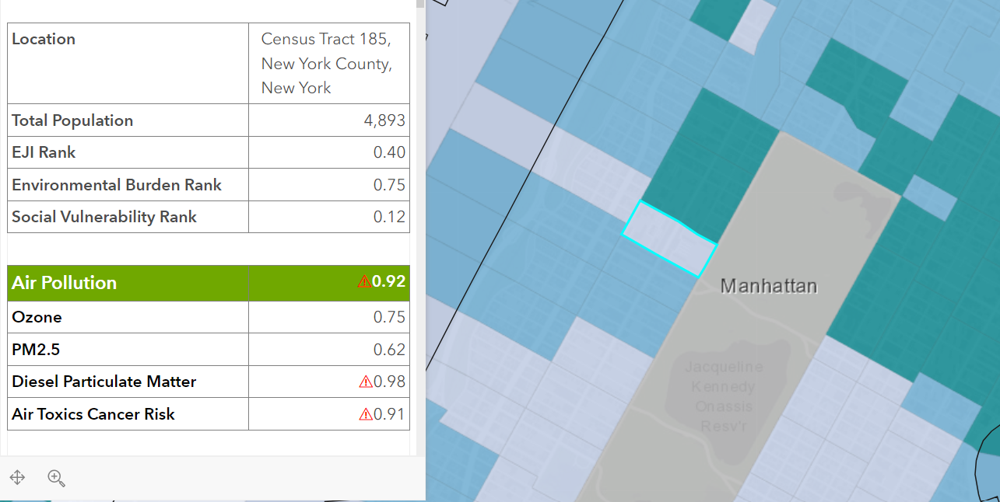 Location
Census Tract 185,
New York County,
New York
Total Population 4,893
EJI Rank 0.40
Environmental Burden Rank 0.75
Social Vulnerability Rank 0.12
Air Pollution 0.92
Ozone 0.75
PM2.5 0.62
Diesel Particulate Matter 0.98
Air Toxics Cancer Risk 0.91
Manhattan
Jacqueline
Kennedy
Onassis
Resv'r